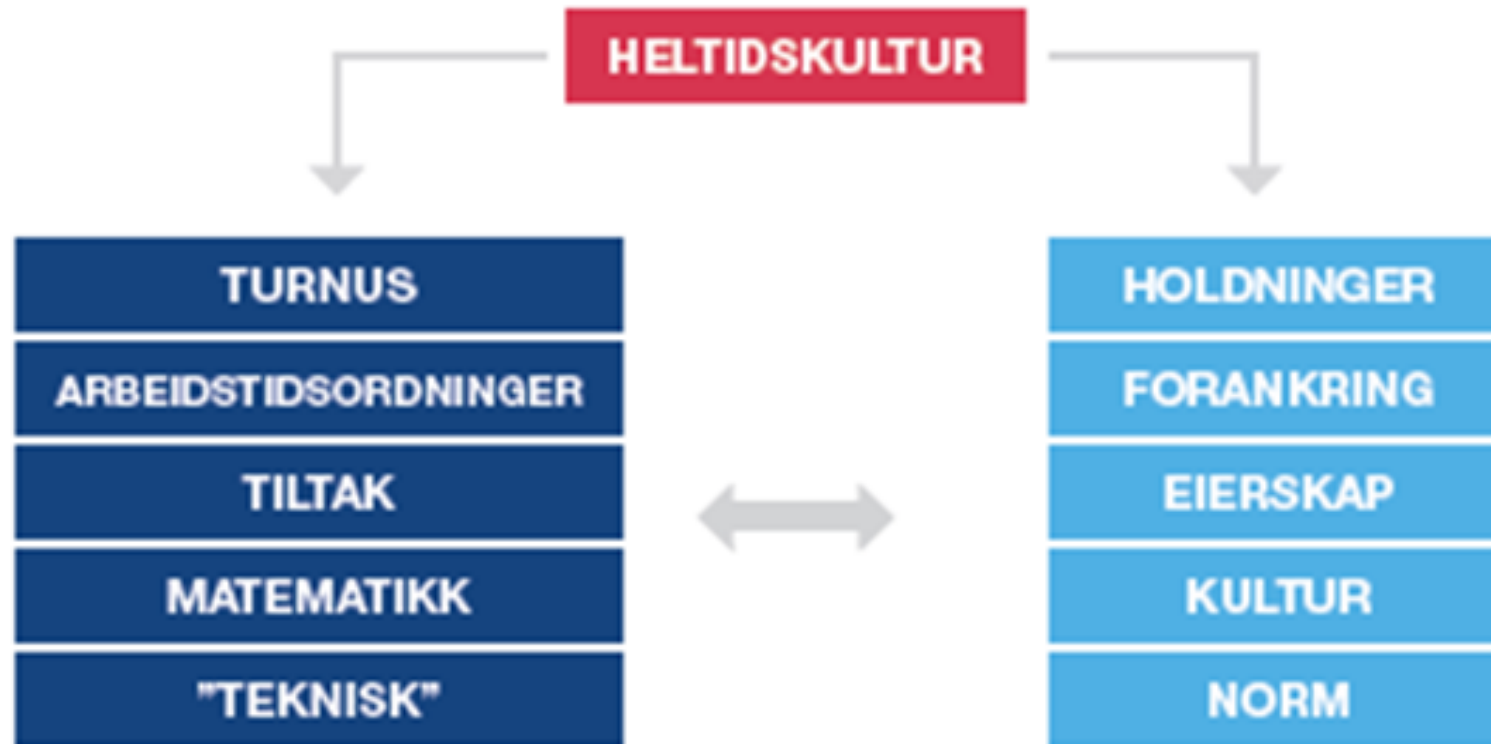 HELTIDSKULTUR
TURNUS
ARBEIDSTIDSORDNINGER
TILTAK
MATEMATIKK
”TEKNISK”
HOLDNINGER
FORANKRING
EIERSKAP
KULTUR
NORM